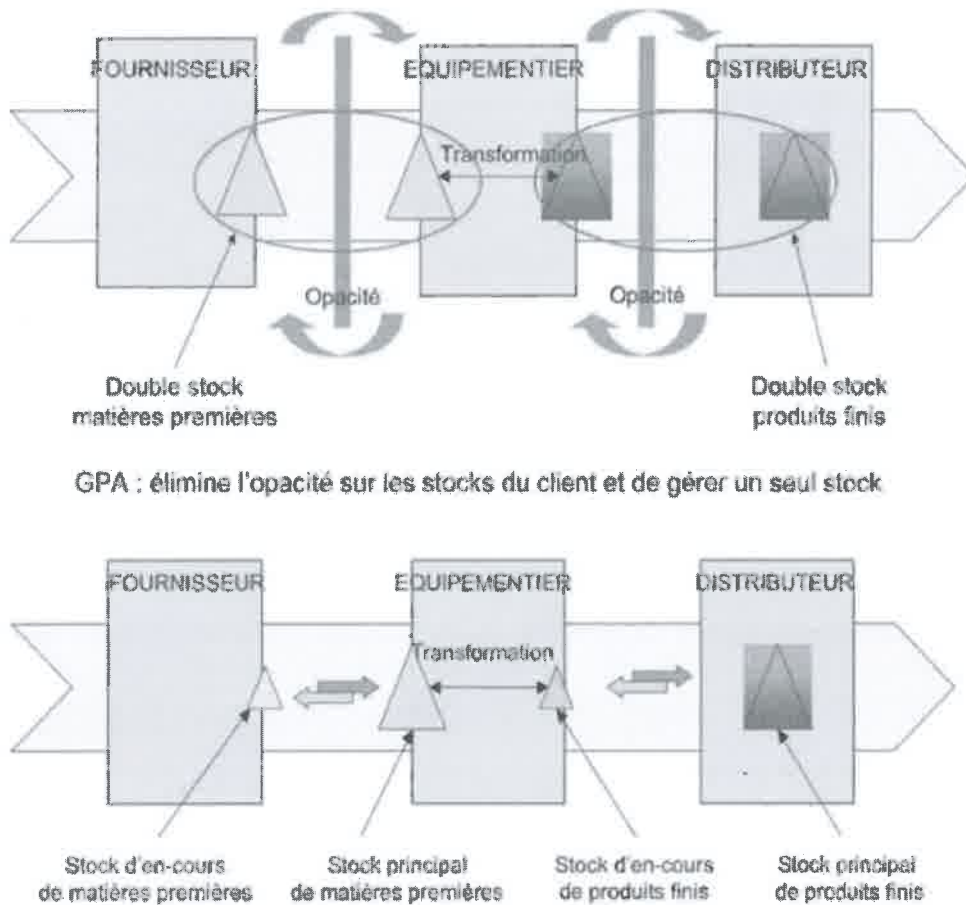 FOURNISSEUR
EQUIPEMENTIER
DISTRIBUTEUR
Transformation
Opacité
Opacité
Double stock
matières premières
Double stock
produits finis
GPA : élimine l'opacité sur les stocks du client et de gérer un seul stock
FOURNISSEUR
EQUIPEMENTIER
DISTRIBUTEUR
Transformation
Stock d'en-cours
de matières premières
Stock principal
de matières premières
Stock d'en-cours
de produits finis
Stock principal
de produits finis